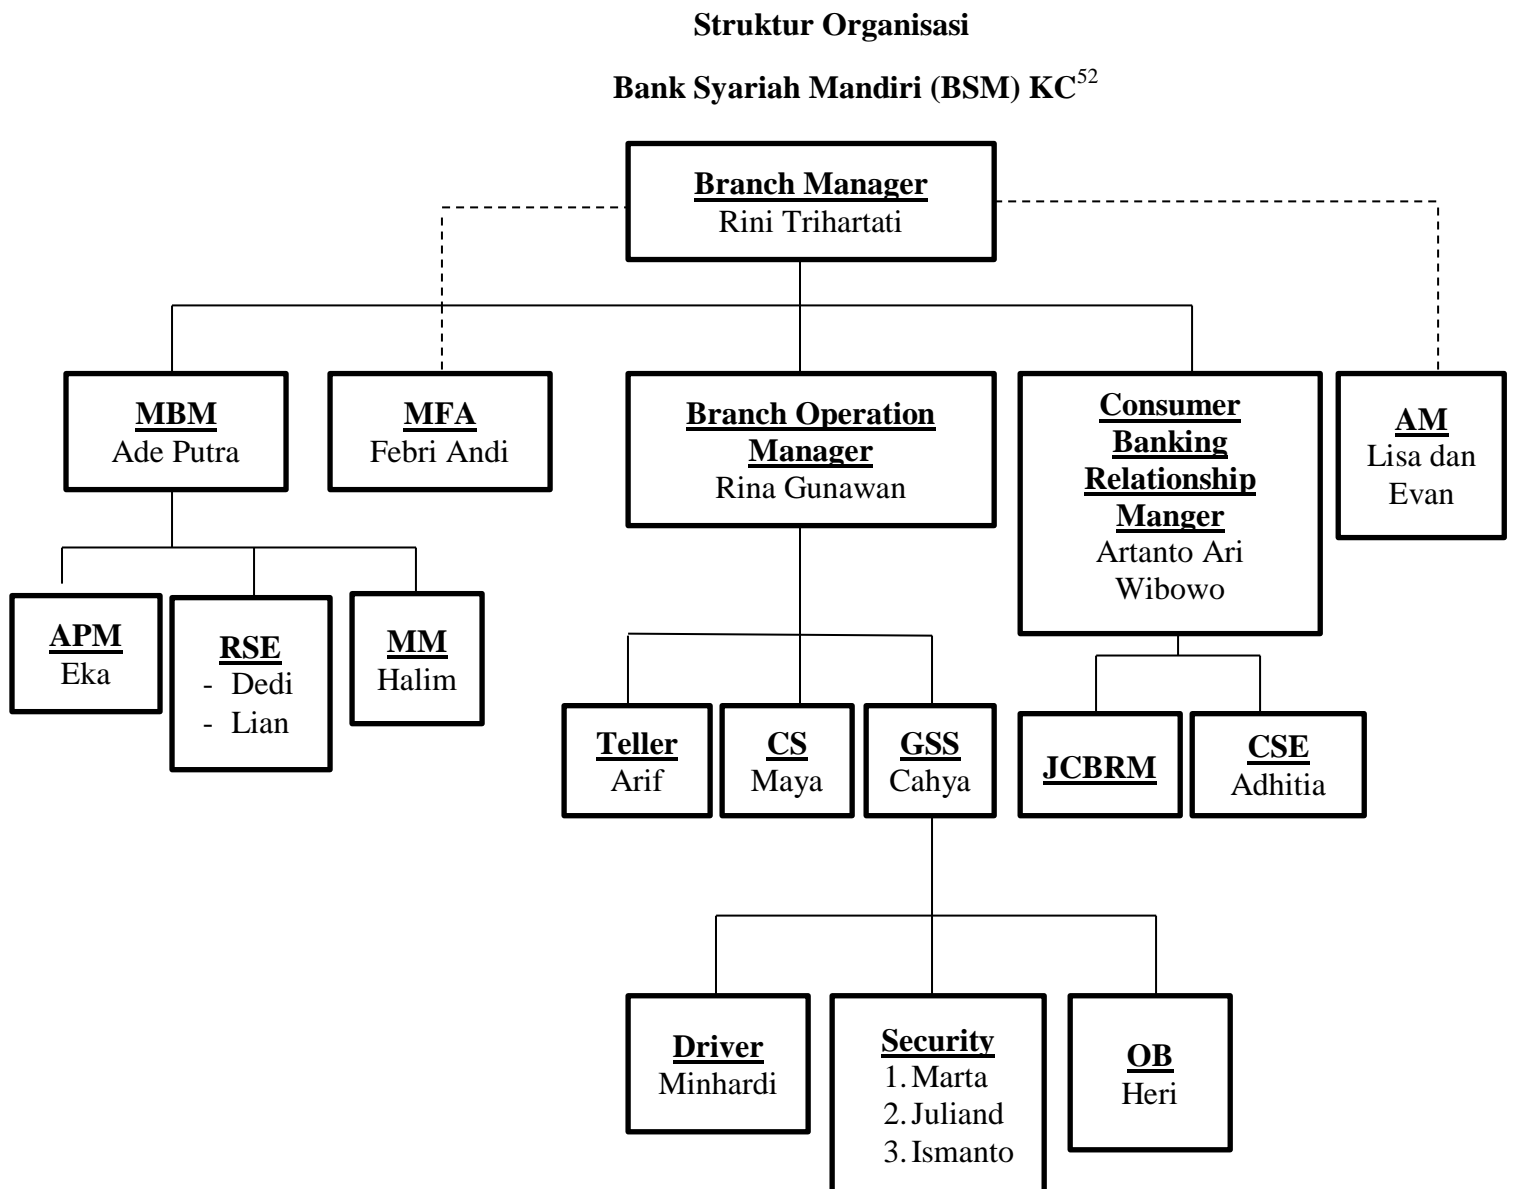 Struktur Organisasi
Bank Syariah Mandiri (BSM) KC52
Branch Manager
Rini Trihartati
MBM
Ade Putra
MFA
Febri Andi
Branch Operation
Manager
Rina Gunawan
Consumer
Banking
Relationship
Manger
Artanto Ari
Wibowo
AM
Lisa dan
Evan
APM
Eka
RSE
- Dedi
- Lian
MM
Halim
Teller
Arif
CS
Maya
GSS
Cahya
JCBRM
CSE
Adhitia
Driver
Minhardi
Security
1. Marta
2. Juliand
3. Ismanto
OB
Heri